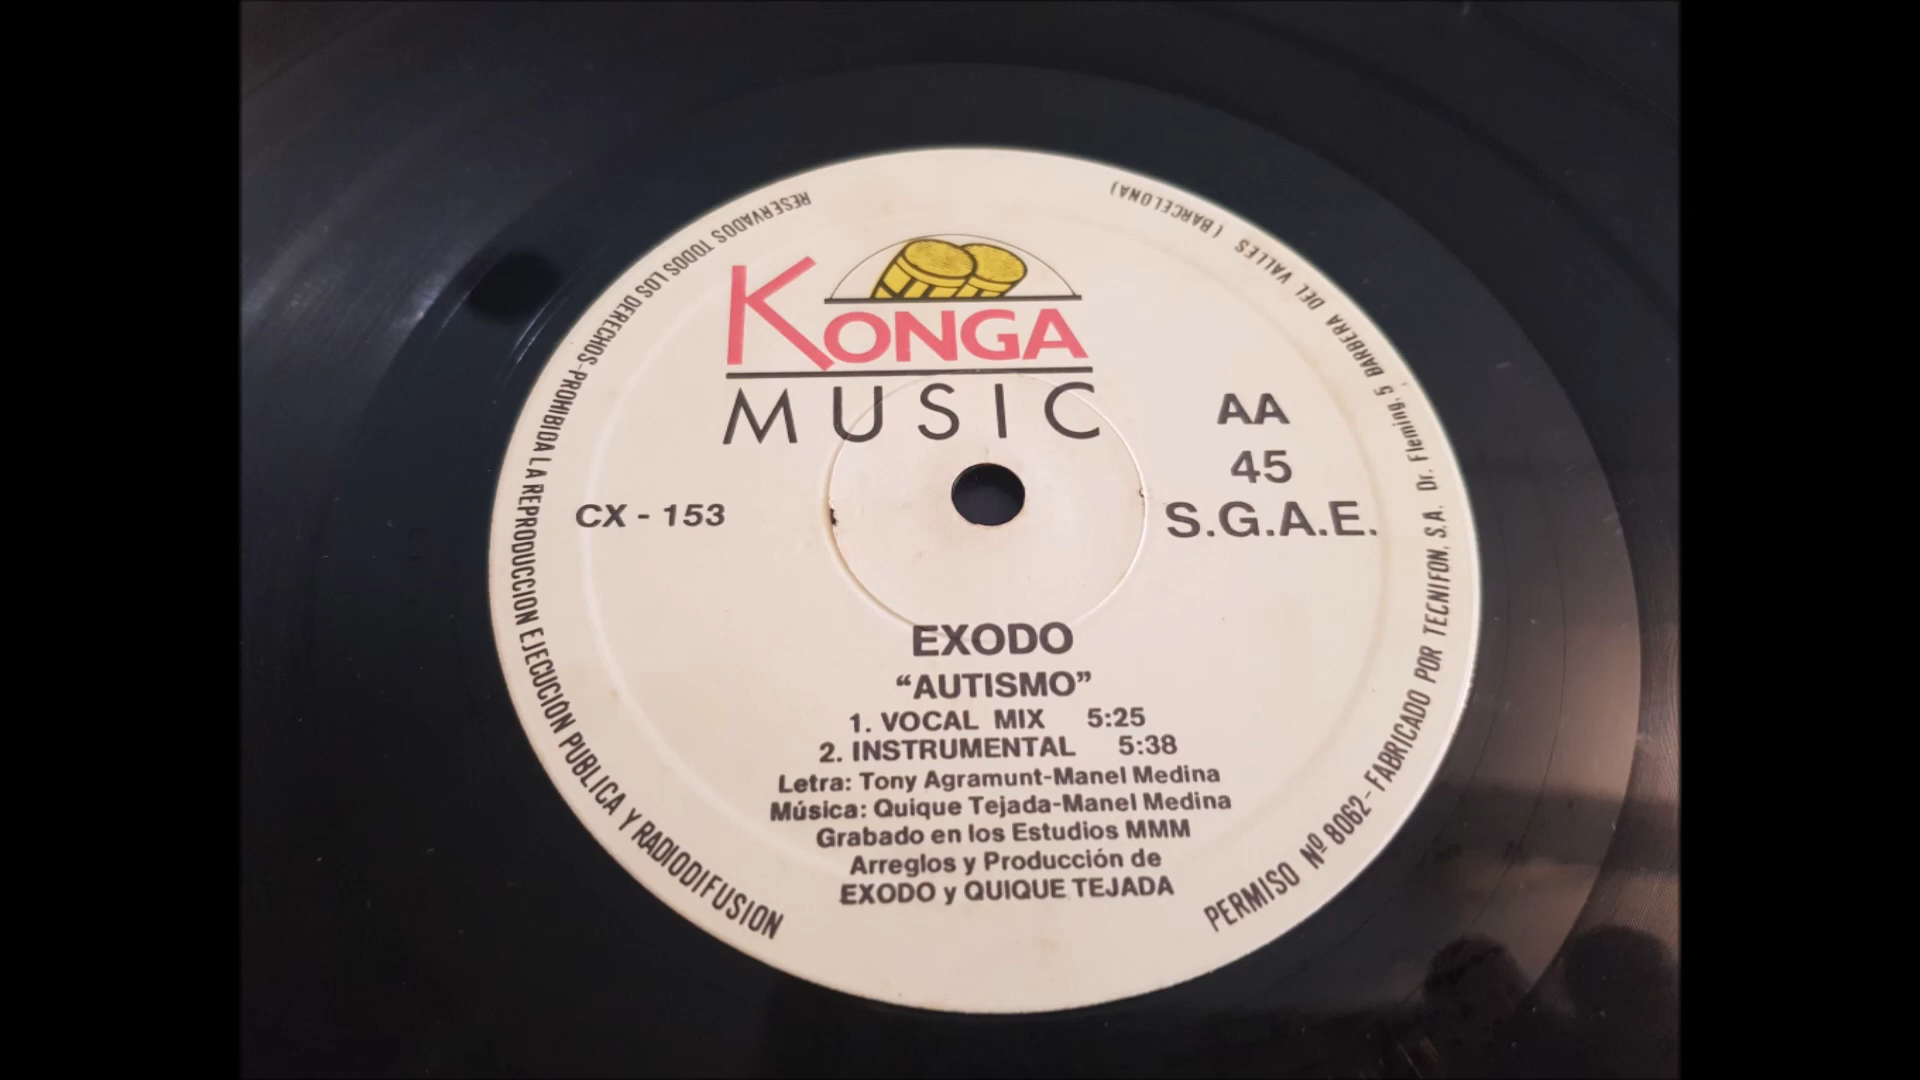 KONGA
MUSIC
AA
45
S.G.A.E.
CX - 153
EXODO
“AUTISMO”
1. VOCAL MIX 5:25
2. INSTRUMENTAL 5:38
Letra: Tony Agramunt-Manel Medina
Música: Quique Tejada-Manel Medina
Grabado en los Estudios MMM
Arreglos y Producción de
EXODO y QUIQUE TEJADA
RESERVADOS TODOS LOS DERECHOS-PROHIBIDA LA REPRODUCCION EJECUCION PUBLICA Y RADIODIFUSION
PERMISO Nº 8062-FABRICADO POR TECNIFON, S.A. Dr. Fleming, 5 BARBERA DEL VALLES (BARCELONA)